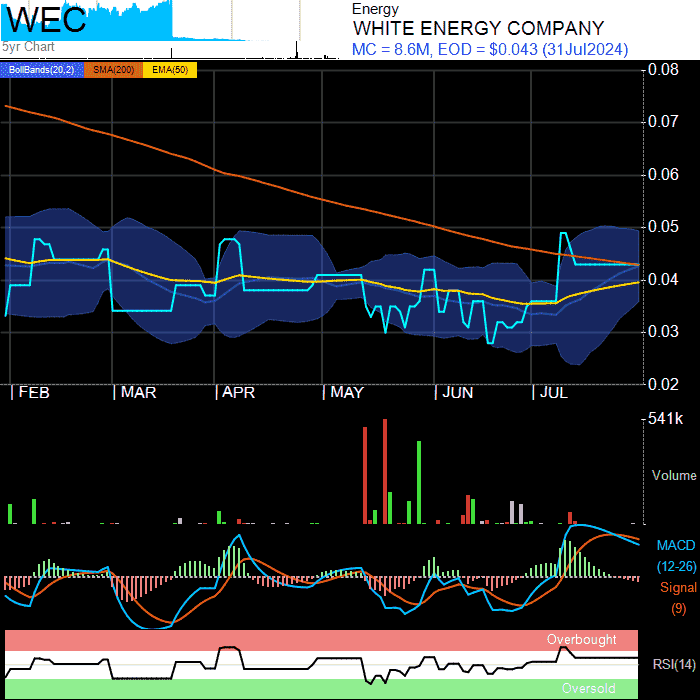 WEC
5yr Chart
Energy
WHITE ENERGY COMPANY
MC = 8.6M, EOD = $0.043 (31Jul2024)
BollBands(20,2) SMA(200) EMA(50)
0.08
0.07
0.06
0.05
0.04
0.03
0.02
FEB MAR APR MAY JUN JUL
541k
Volume
MACD
(12-26)
Signal
(9)
Overbought
RSI(14)
Oversold